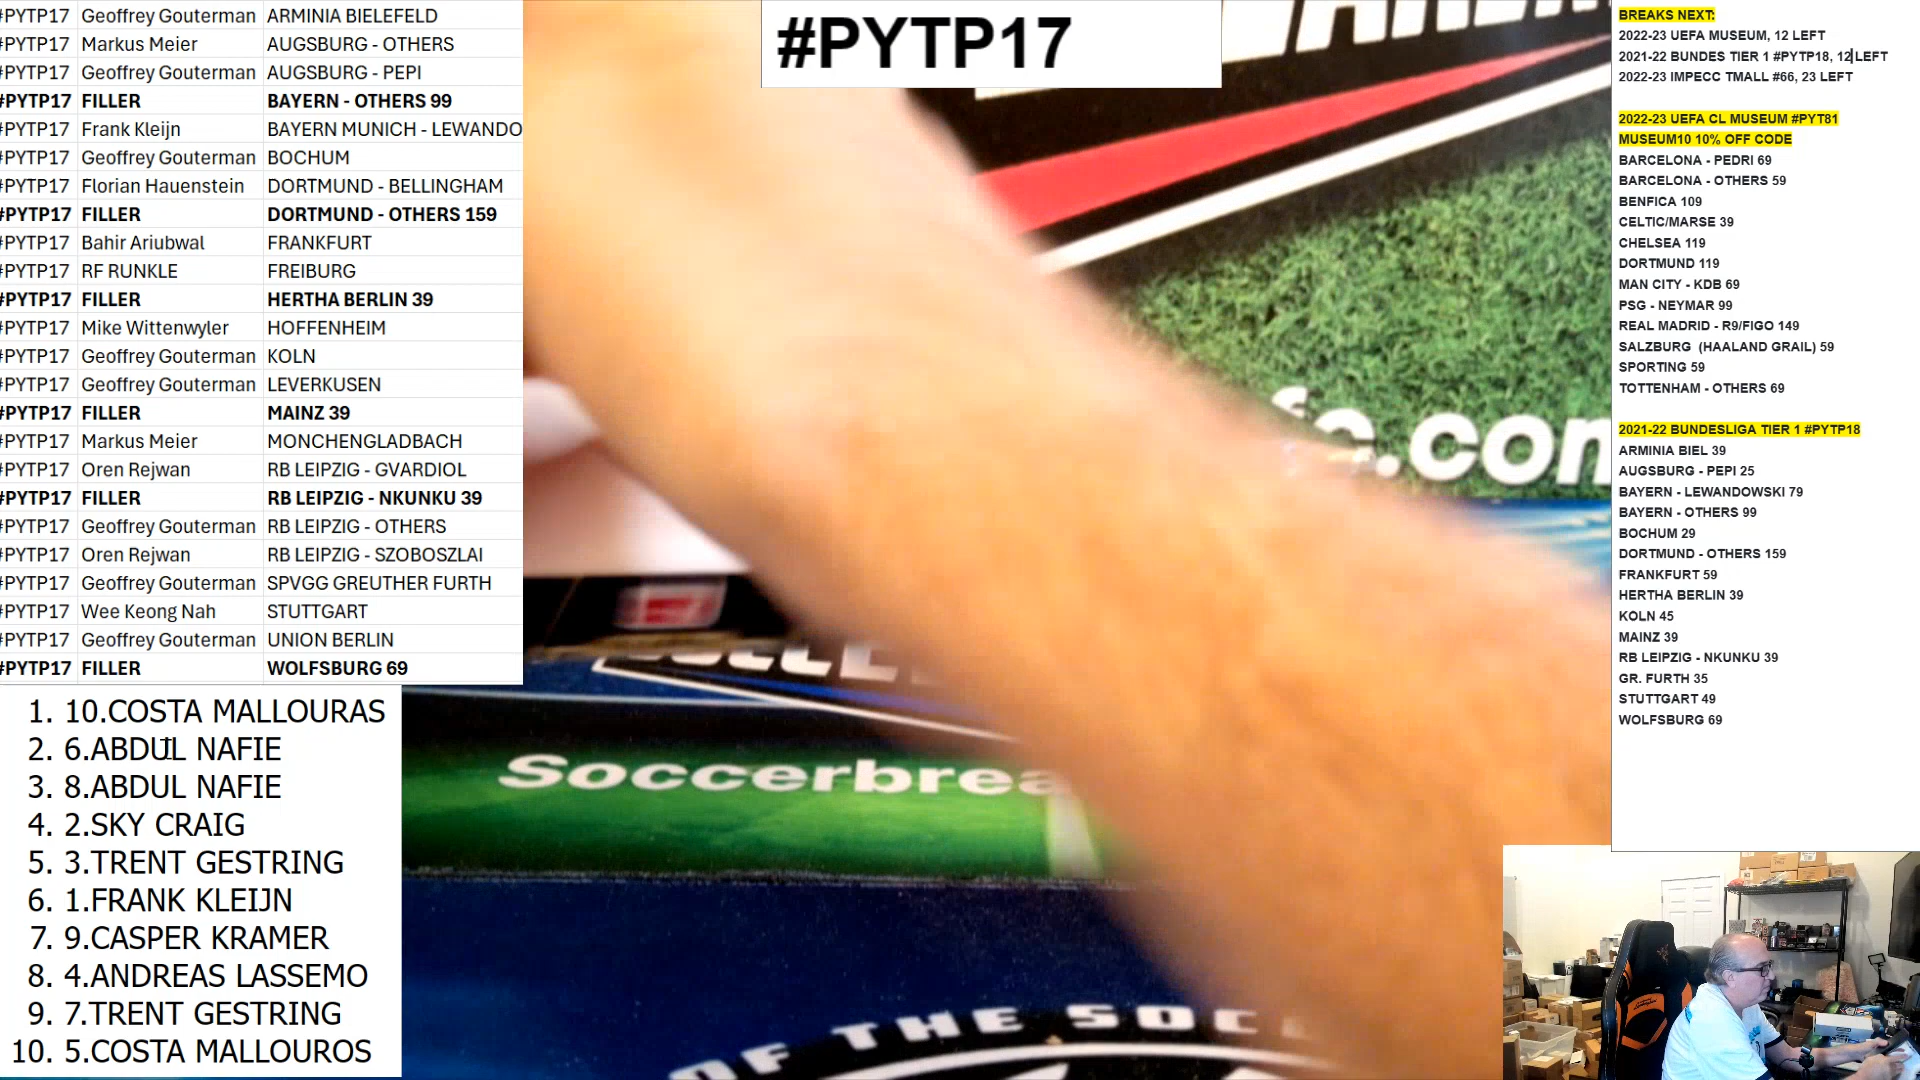 #PYTP17 Geoffrey Gouterman ARMINIA BIELEFELD
#PYTP17 Markus Meier AUGSBURG - OTHERS
#PYTP17 Geoffrey Gouterman AUGSBURG - PEPI
#PYTP17 FILLER BAYERN - OTHERS 99
#PYTP17 Frank Kleijn BAYERN MUNICH - LEWANDO
#PYTP17 Geoffrey Gouterman BOCHUM
#PYTP17 Florian Hauenstein DORTMUND - BELLINGHAM
#PYTP17 FILLER DORTMUND - OTHERS 159
#PYTP17 Bahir Ariubwal FRANKFURT
#PYTP17 RF RUNKLE FREIBURG
#PYTP17 FILLER HERTHA BERLIN 39
#PYTP17 Mike Wittenwyler HOFFENHEIM
#PYTP17 Geoffrey Gouterman KOLN
#PYTP17 Geoffrey Gouterman LEVERKUSEN
#PYTP17 FILLER MAINZ 39
#PYTP17 Markus Meier MONCHENGLADBACH
#PYTP17 Oren Rejwan RB LEIPZIG - GVARDIOL
#PYTP17 FILLER RB LEIPZIG - NKUNKU 39
#PYTP17 Geoffrey Gouterman RB LEIPZIG - OTHERS
#PYTP17 Oren Rejwan RB LEIPZIG - SZOBOSZLAI
#PYTP17 Geoffrey Gouterman SPVGG GREUTHER FURTH
#PYTP17 Wee Keong Nah STUTTGART
#PYTP17 Geoffrey Gouterman UNION BERLIN
#PYTP17 FILLER WOLFSBURG 69
1. 10.COSTA MALLOURAS
2. 6.ABDUL NAFIE
3. 8.ABDUL NAFIE
4. 2.SKY CRAIG
5. 3.TRENT GESTRING
6. 1.FRANK KLEIJN
7. 9.CASPER KRAMER
8. 4.ANDREAS LASSEMO
9. 7.TRENT GESTRING
10. 5.COSTA MALLOUROS
#PYTP17
.com
Soccerbrea
OF THE SOCC
BREAKS NEXT:
2022-23 UEFA MUSEUM, 12 LEFT
2021-22 BUNDES TIER 1 #PYTP18, 12 LEFT
2022-23 IMPECC TMALL #66, 23 LEFT
2022-23 UEFA CL MUSEUM #PYT81
MUSEUM10 10% OFF CODE
BARCELONA - PEDRI 69
BARCELONA - OTHERS 59
BENFICA 109
CELTIC/MARSE 39
CHELSEA 119
DORTMUND 119
MAN CITY - KDB 69
PSG - NEYMAR 99
REAL MADRID - R9/FIGO 149
SALZBURG (HAALAND GRAIL) 59
SPORTING 59
TOTTENHAM - OTHERS 69
2021-22 BUNDESLIGA TIER 1 #PYTP18
ARMINIA BIEL 39
AUGSBURG - PEPI 25
BAYERN - LEWANDOWSKI 79
BAYERN - OTHERS 99
BOCHUM 29
DORTMUND - OTHERS 159
FRANKFURT 59
HERTHA BERLIN 39
KOLN 45
MAINZ 39
RB LEIPZIG - NKUNKU 39
GR. FURTH 35
STUTTGART 49
WOLFSBURG 69